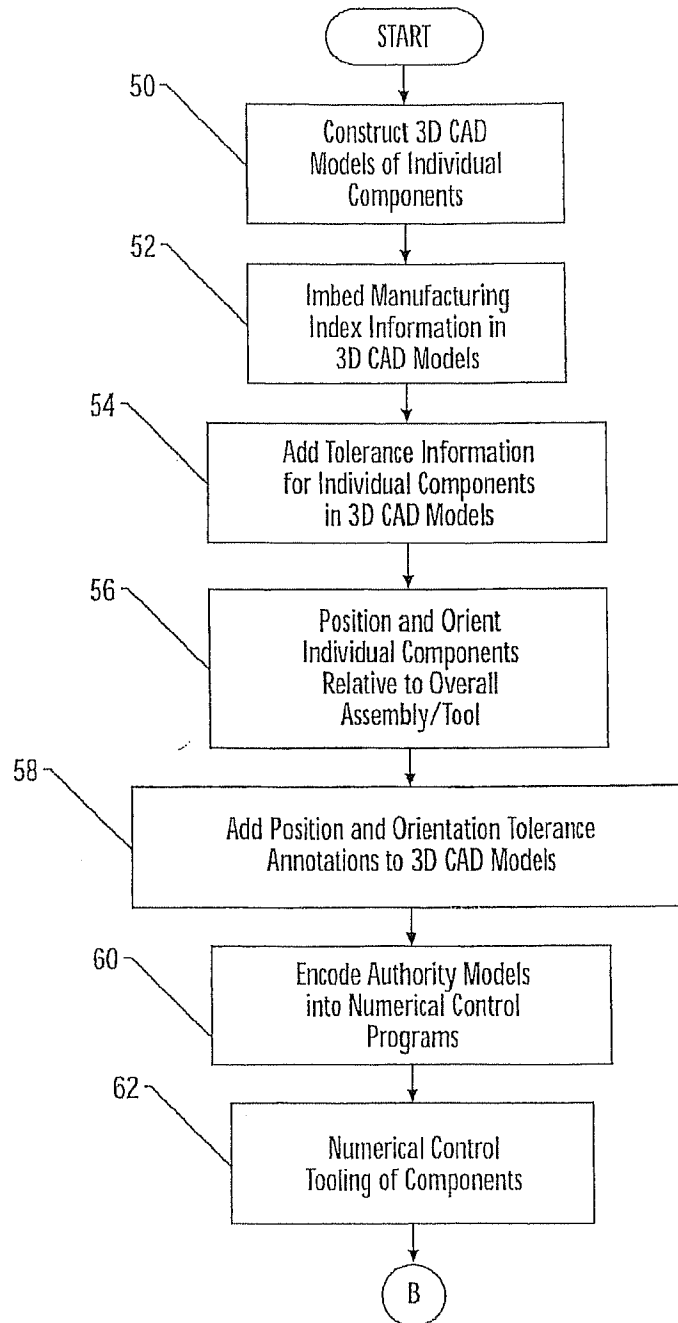 START
50
Construct 3D CAD
Models of Individual
Components
52
Imbed Manufacturing
Index Information in
3D CAD Models
54
Add Tolerance Information
for Individual Components
in 3D CAD Models
56
Position and Orient
Individual Components
Relative to Overall
Assembly/Tool
58
Add Position and Orientation Tolerance
Annotations to 3D CAD Models
60
Encode Authority Models
into Numerical Control
Programs
62
Numerical Control
Tooling of Components
B